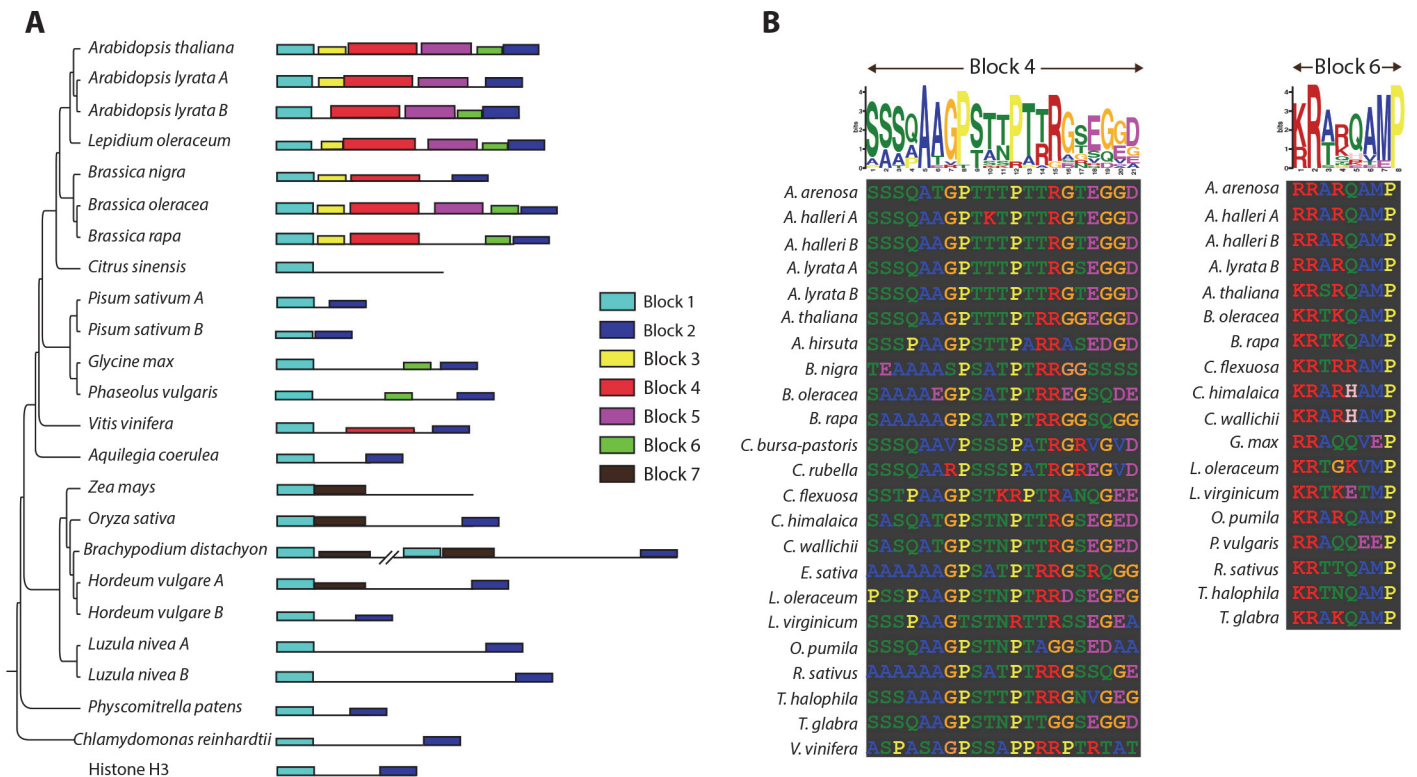 A
Arabidopsis thaliana
Arabidopsis lyrata A
Arabidopsis lyrata B
Lepidium oleraceum
Brassica nigra
Brassica oleracea
Brassica rapa
Citrus sinensis
Pisum sativum A
Pisum sativum B
Glycine max
Phaseolus vulgaris
Vitis vinifera
Aquilegia coerulea
Zea mays
Oryza sativa
Brachypodium distachyon
Hordeum vulgare A
Hordeum vulgare B
Luzula nivea A
Luzula nivea B
Physcomitrella patens
Chlamydomonas reinhardtii
Histone H3
Block 1
Block 2
Block 3
Block 4
Block 5
Block 6
Block 7
B
Block 4
A. arenosa SSSQATGPTTTPTTRGTEGGD
A. halleri A SSSQAAGPTKTPTTRGTEGGD
A. halleri B SSSQAAGPTTTPTTRGTEGGD
A. lyrata A SSSQAAGPTTTPTTRGSEGGD
A. lyrata B SSSQAAGPTTTPTTRGTEGGD
A. thaliana SSSQAAGPTTTPTRRGGEGGD
A. hirsuta SSSPAAGPSTTPARRASEDGD
B. nigra TEAAAASPSATPTRRGGSSSS
B. oleracea SAAAAEGPSATPTRREGSQDE
B. rapa SAAAAAGPSATPTRRGGSQGG
C. bursa-pastoris SSSQAAVPSSSPATRGRVGVD
C. rubella SSSQAARPSSSPATRGREGVD
C. flexuosa SSTPAAGPSTKRPTRANQGEE
C. himalaica SASQATGPSTNPTTRGSEGED
C. wallichii SASQATGPSTNPTTRGSEGED
E. sativa AAAAAAGPSATPTRRGSRQGG
L. oleraceum PSSPAAGPSTNPTRRDSEGEG
L. virginicum SSSPAAGTSTNRTTRSSEGEA
O. pumila SSSQAAGPSTNPTAGGSEDAA
R. sativus AAAAAAGPSATPTRRGSSQGE
T. halophila SSSAAAGPSTTPTRRGNVGEG
T. glabra SSSQAAGPSTNPTTGGSEGGD
V. vinifera ASPASAGPSSAPPRRPTRTAT
Block 6
A. arenosa RRARQAMP
A. halleri A RRARQAMP
A. halleri B RRARQAMP
A. lyrata B RRARQAMP
A. thaliana KRSRQAMP
B. oleracea KRTKQAMP
B. rapa KRTKQAMP
C. flexuosa KRTRRAMP
C. himalaica KRARHAMP
C. wallichii KRARHAMP
G. max RRAQQVEP
L. oleraceum KRTGKVMP
L. virginicum KRTKETMP
O. pumila KRARQAMP
P. vulgaris RRAQQEEP
R. sativus KRTTQAMP
T. halophila KRTNQAMP
T. glabra KRAKQAMP